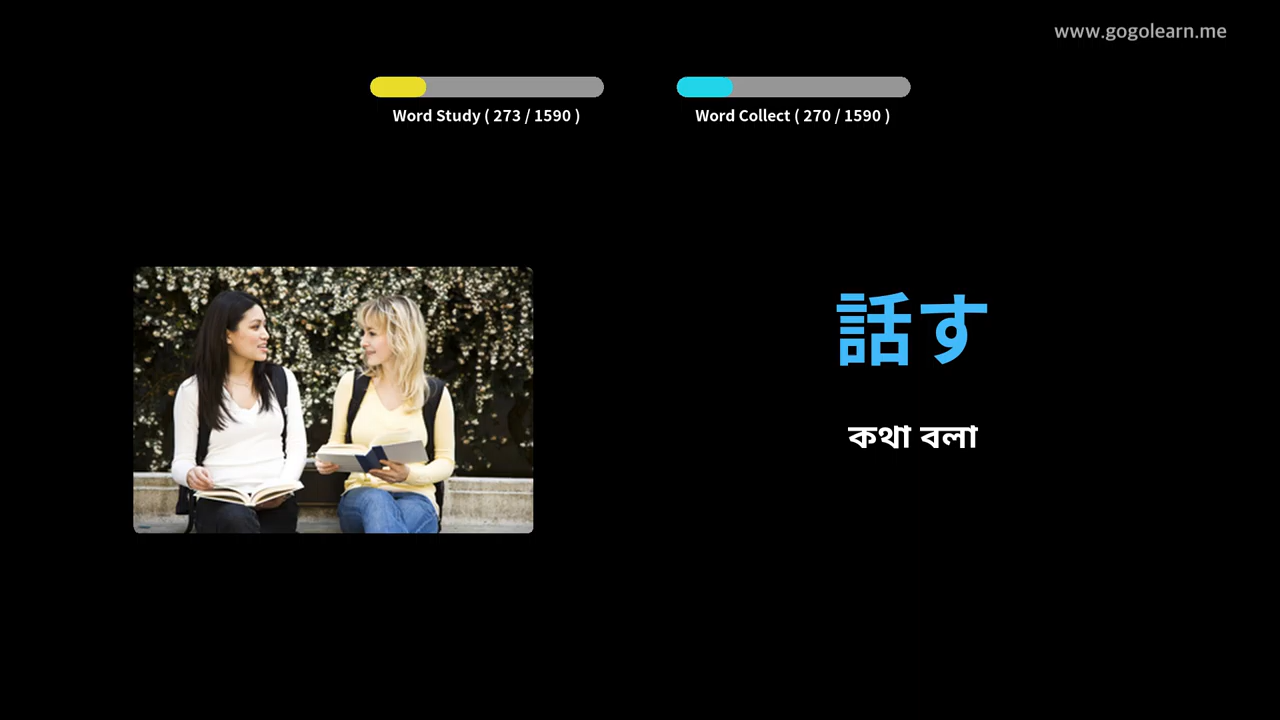 www.gogolearn.me
Word Study ( 273 / 1590 )
Word Collect ( 270 / 1590 )
話す
কথা বলা